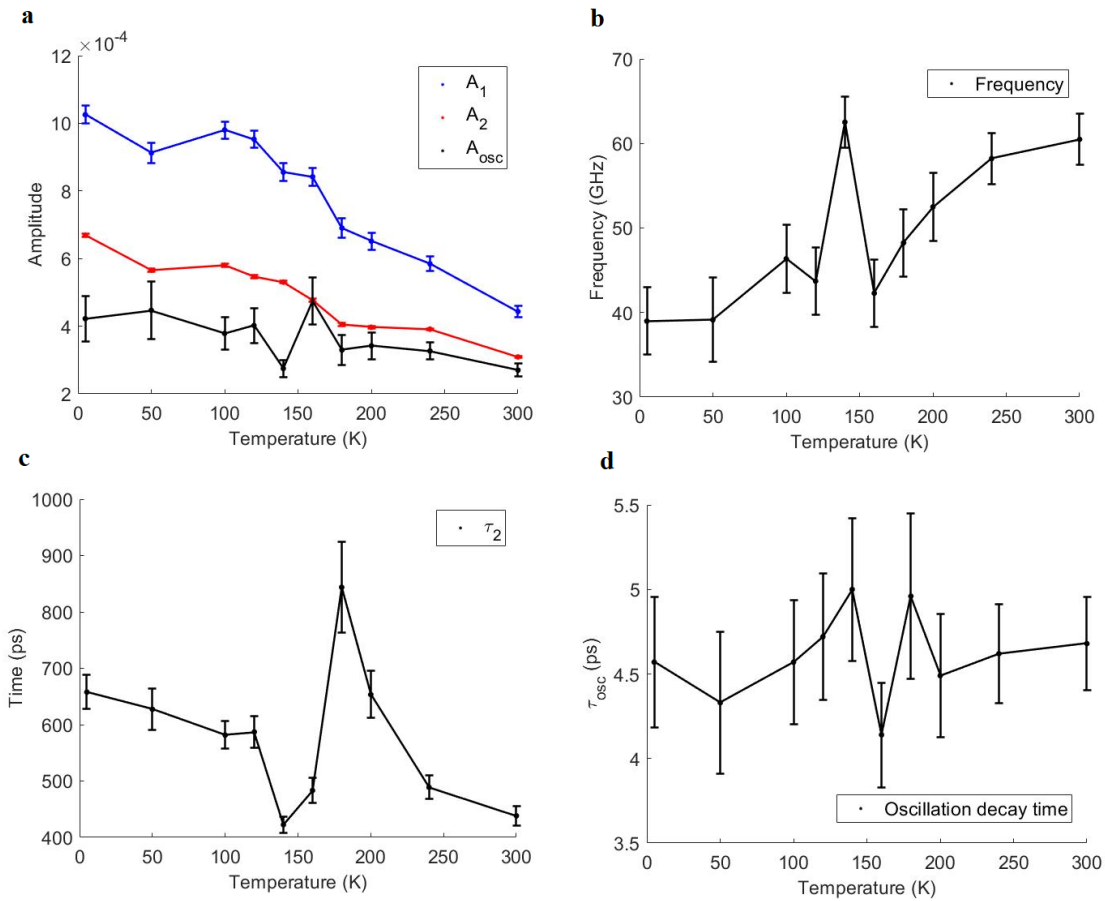 a
×10⁻⁴
12
10
8
6
4
2
Amplitude
A₁
A₂
Aosc
0 50 100 150 200 250 300
Temperature (K)
b
70
60
50
40
30
Frequency (GHz)
Frequency
0 50 100 150 200 250 300
Temperature (K)
c
1000
900
800
700
600
500
400
Time (ps)
τ₂
0 50 100 150 200 250 300
Temperature (K)
d
5.5
5
4.5
4
3.5
τosc (ps)
Oscillation decay time
0 50 100 150 200 250 300
Temperature (K)